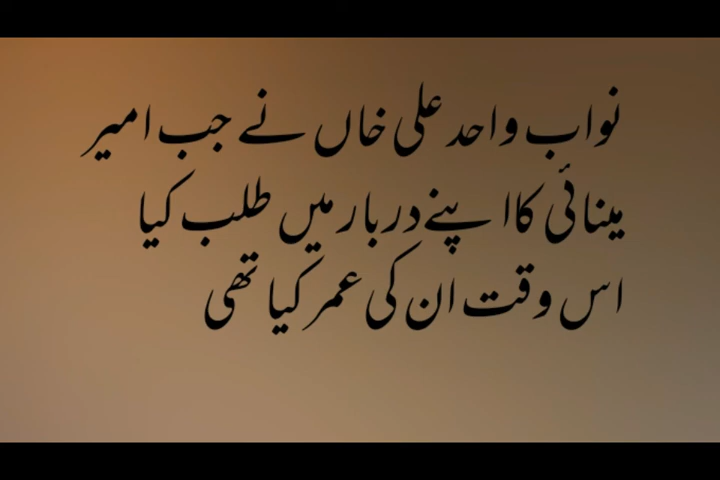 نواب واحد علی خاں نے جب امیر
مینائی کا اپنے دربار میں طلب کیا
اس وقت ان کی عمر کیا تھی